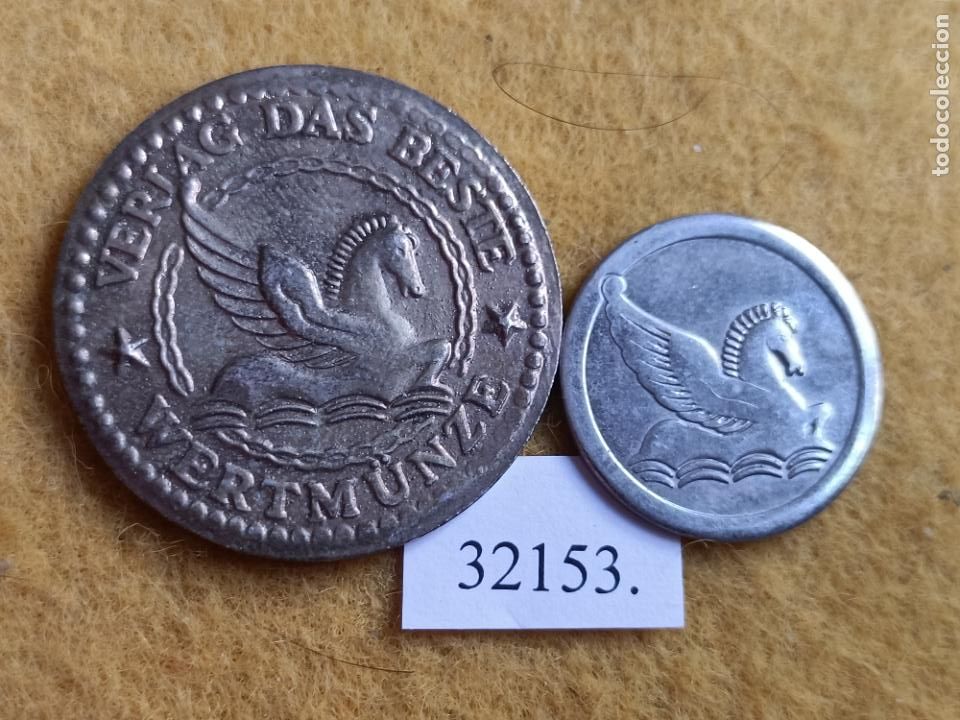 VERLAG DAS BESTE
WERTMÜNZE
32153.
todocoleccion